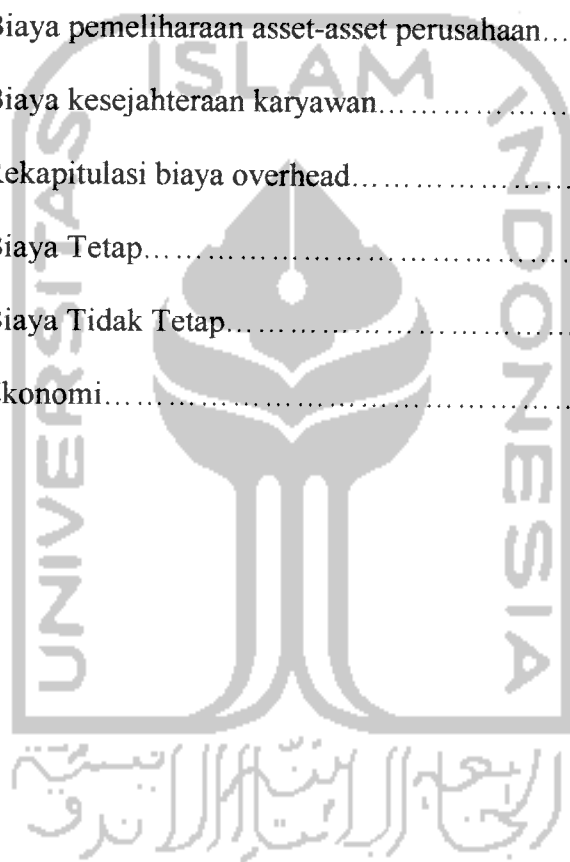 Biaya pemeliharaan asset-asset perusahaan...
Biaya kesejahteraan karyawan..................
Rekapitulasi biaya overhead.....................
Biaya Tetap..........................................
Biaya Tidak Tetap.................................
Ekonomi..............................................
UNIVERSITAS
ISLAM
INDONESIA